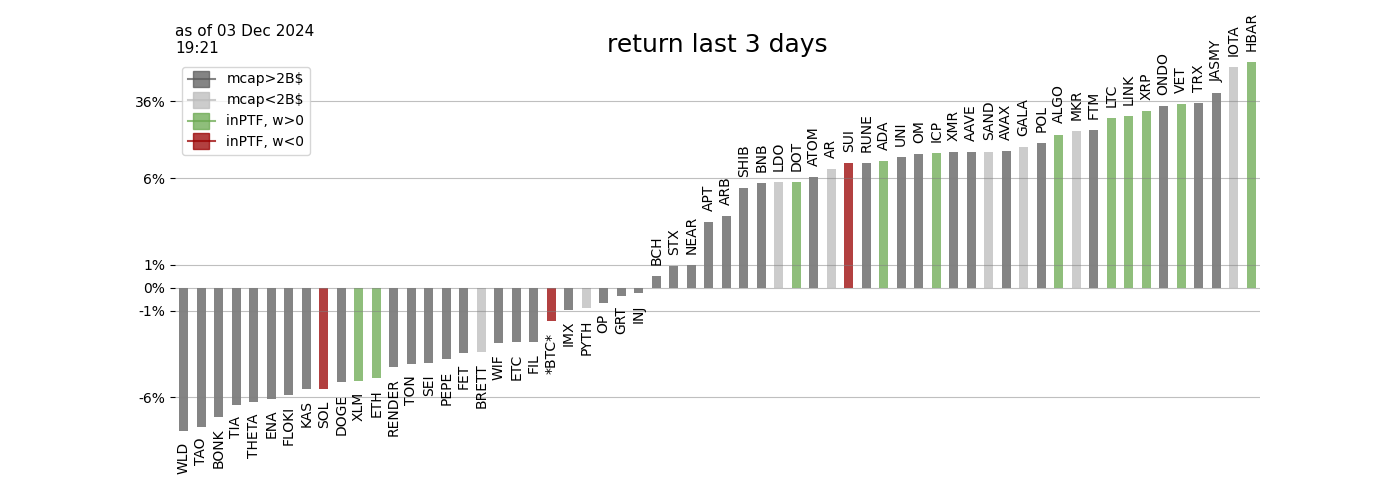 as of 03 Dec 2024
19:21
return last 3 days
mcap>2B$
mcap<2B$
inPTF, w>0
inPTF, w<0
36%
6%
1%
0%
-1%
-6%
WLD
TAO
BONK
TIA
THETA
ENA
FLOKI
KAS
SOL
DOGE
XLM
ETH
RENDER
TON
SEI
PEPE
FET
BRETT
WIF
ETC
FIL
*BTC*
IMX
PYTH
OP
GRT
INJ
BCH
STX
NEAR
APT
ARB
SHIB
BNB
LDO
DOT
ATOM
AR
SUI
RUNE
ADA
UNI
OM
ICP
XMR
AAVE
SAND
AVAX
GALA
POL
ALGO
MKR
FTM
LTC
LINK
XRP
ONDO
VET
TRX
JASMY
IOTA
HBAR